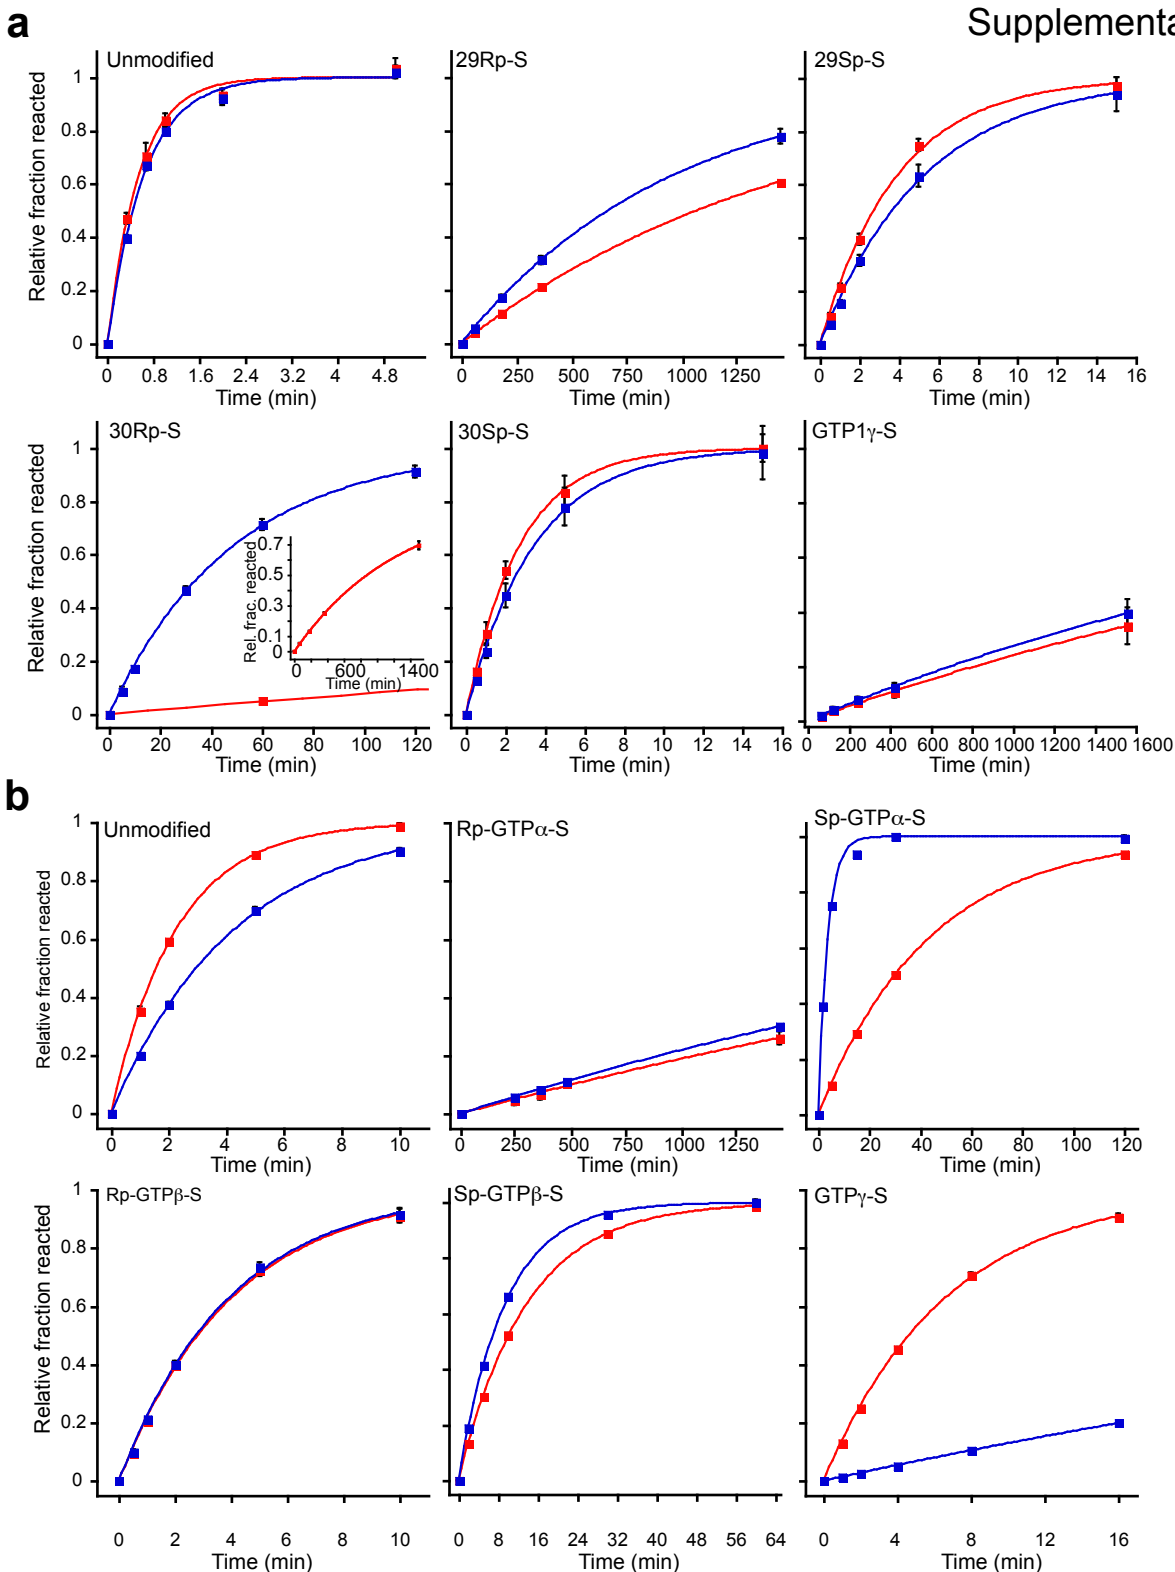 a
Supplementa
Unmodified
29Rp-S
29Sp-S
Relative fraction reacted
1
0.8
0.6
0.4
0.2
0
0 0.8 1.6 2.4 3.2 4 4.8
0 250 500 750 1000 1250
0 2 4 6 8 10 12 14 16
Time (min)
Time (min)
Time (min)
30Rp-S
30Sp-S
GTP1γ-S
Relative fraction reacted
1
0.8
0.6
0.4
0.2
0
Rel. frac. reacted
0.7
0.5
0.3
0.1
0
0 600 1400
Time (min)
0 20 40 60 80 100 120
0 2 4 6 8 10 12 14 16
0 200 400 600 800 1000 1200 1400 1600
Time (min)
Time (min)
Time (min)
b
Unmodified
Rp-GTPα-S
Sp-GTPα-S
Relative fraction reacted
1
0.8
0.6
0.4
0.2
0
0 2 4 6 8 10
0 250 500 750 1000 1250
0 20 40 60 80 100 120
Time (min)
Time (min)
Time (min)
Rp-GTPβ-S
Sp-GTPβ-S
GTPγ-S
Relative fraction reacted
1
0.8
0.6
0.4
0.2
0
0 2 4 6 8 10
0 8 16 24 32 40 48 56 64
0 4 8 12 16
Time (min)
Time (min)
Time (min)